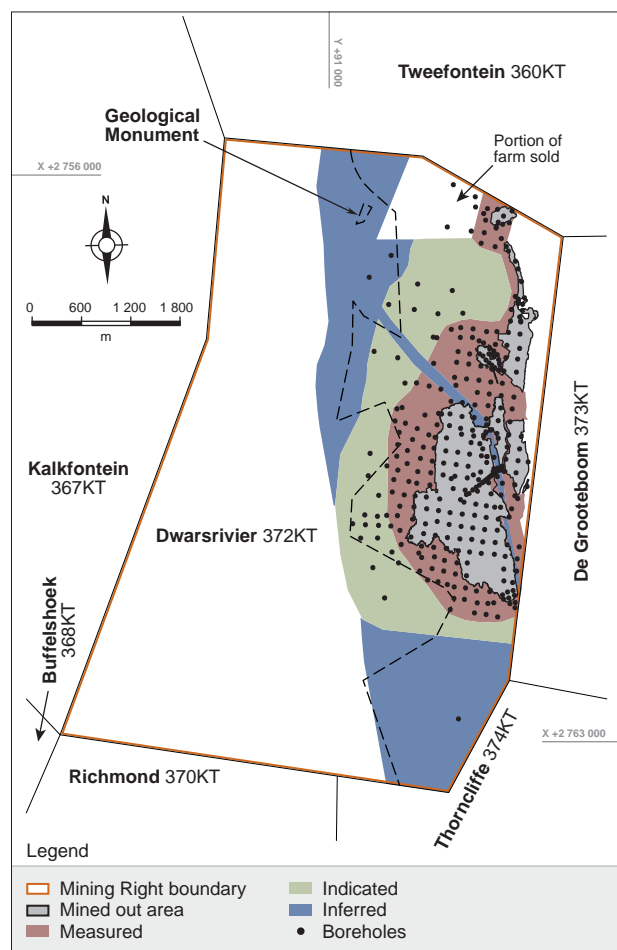 Y +91 000
Tweefontein 360KT
Geological
Monument
Portion of
farm sold
X +2 756 000
N
0 600 1 200 1 800
m
Kalkfontein
367KT
De Grooteboom 373KT
Dwarsrivier 372KT
Buffelshoek
368KT
X +2 763 000
Thorncliffe 374KT
Richmond 370KT
Legend
Mining Right boundary
Mined out area
Measured
Indicated
Inferred
Boreholes